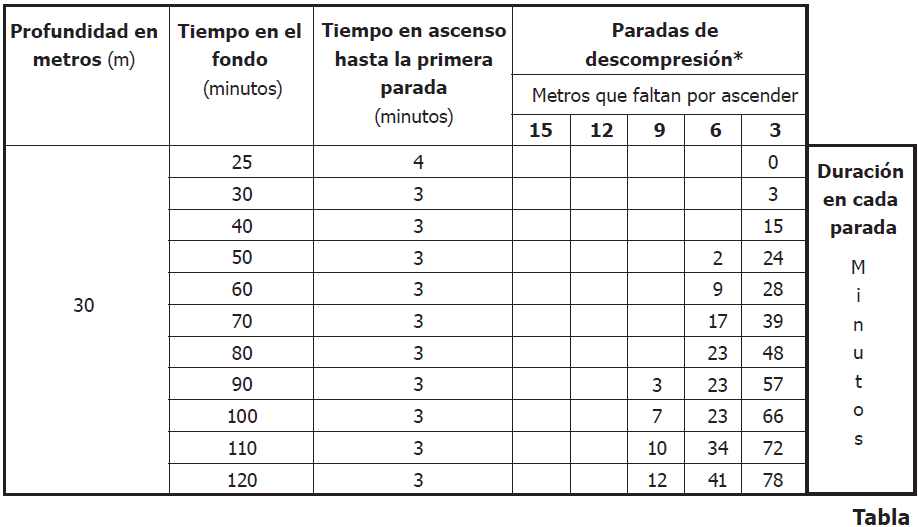 Profundidad en metros (m)
Tiempo en el fondo (minutos)
Tiempo en ascenso hasta la primera parada (minutos)
Paradas de descompresión*
Metros que faltan por ascender
15 12 9 6 3
30
25 4 0
30 3 3
40 3 15
50 3 2 24
60 3 9 28
70 3 17 39
80 3 23 48
90 3 3 23 57
100 3 7 23 66
110 3 10 34 72
120 3 12 41 78
Duración en cada parada
M
i
n
u
t
o
s
Tabla